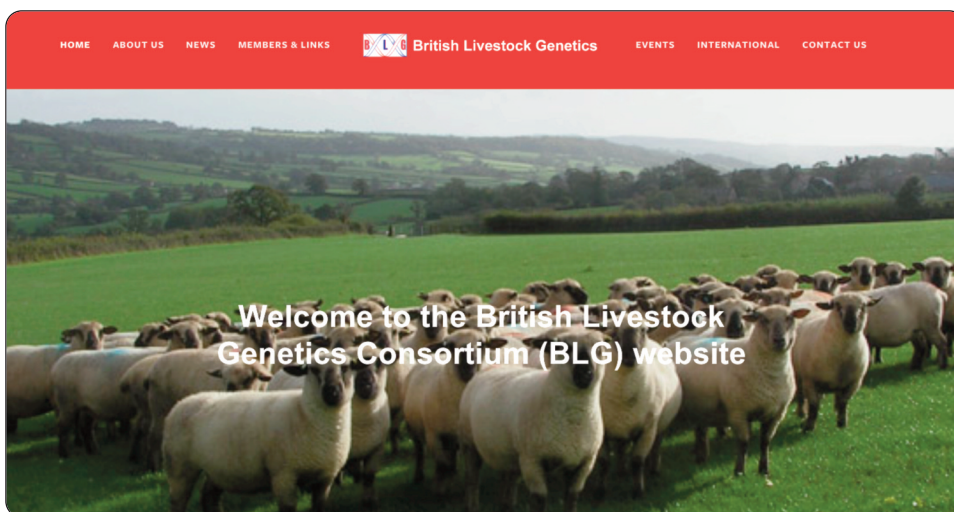 HOME ABOUT US NEWS MEMBERS & LINKS BLG British Livestock Genetics EVENTS INTERNATIONAL CONTACT US
Welcome to the British Livestock
Genetics Consortium (BLG) website